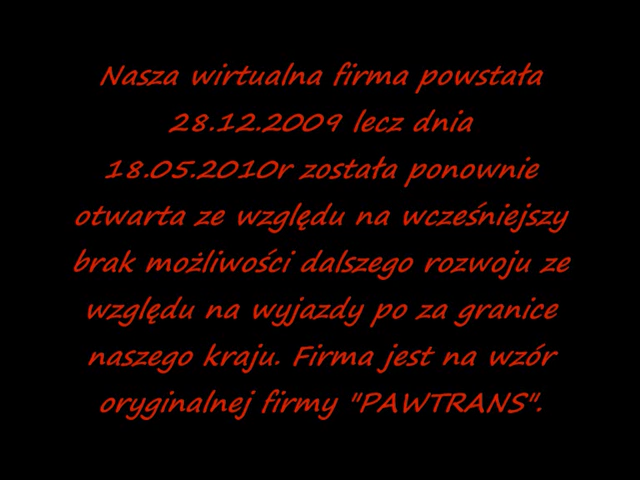 Nasza wirtualna firma powstała
28.12.2009 lecz dnia
18.05.2010r została ponownie
otwarta ze względu na wcześniejszy
brak możliwości dalszego rozwoju ze
względu na wyjazdy po za granice
naszego kraju. Firma jest na wzór
oryginalnej firmy "PAWTRANS".